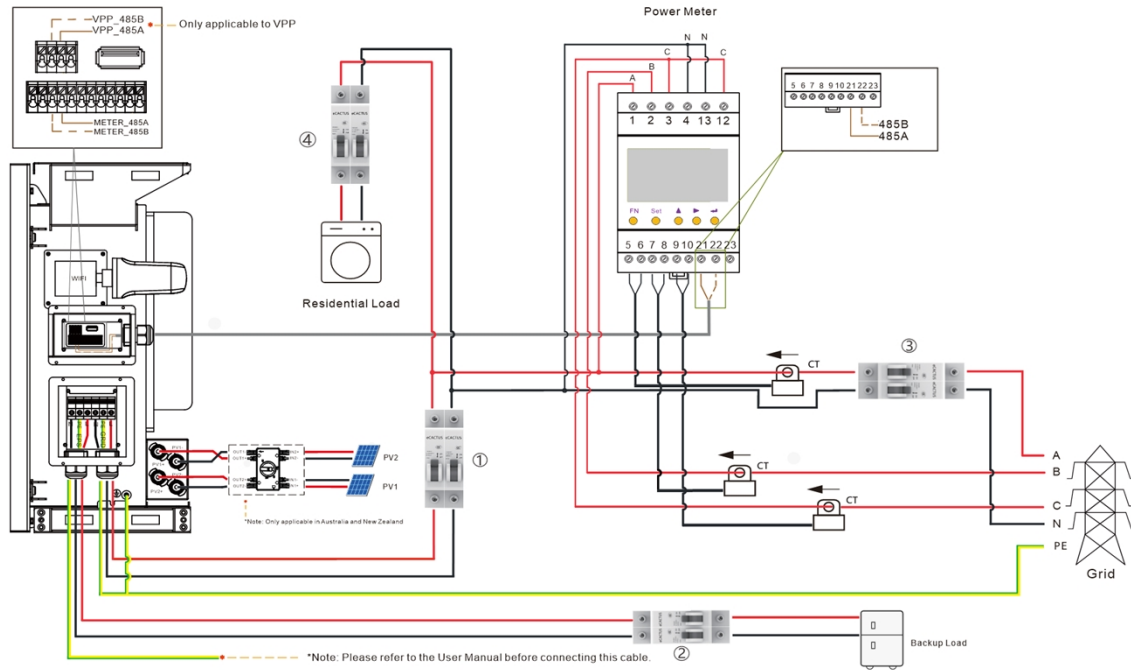 VPP_485B
VPP_485A
Only applicable to VPP
METER_485A
METER_485B
WIFI
④
Residential Load
Power Meter
N N
C C
B
A
1 2 3 4 13 12
FN Set
5 6 7 8 9 10 21 22 23
5 6 7 8 9 10 21 22 23
485B
485A
CT
③
①
CT
CT
A
B
C
N
PE
Grid
PV2
PV1
*Note: Only applicable in Australia and New Zealand
②
Backup Load
*Note: Please refer to the User Manual before connecting this cable.